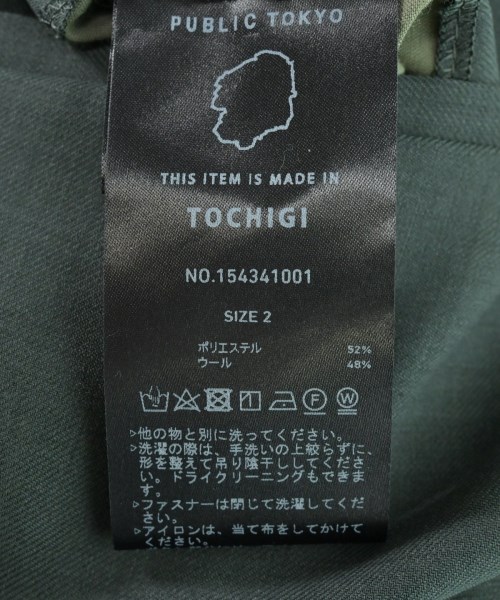 PUBLIC TOKYO
THIS ITEM IS MADE IN
TOCHIGI
NO.154341001
SIZE 2
ポリエステル 52%
ウール 48%
F W
▷他の物と別に洗ってください。
▷洗濯の際は、手洗いの上絞らずに、
形を整えて吊り陰干ししてくださ
い。ドライクリーニングもできま
す。
▷ファスナーは閉じて洗濯してくだ
さい。
▷アイロンは、当て布をしてかけて
ください。